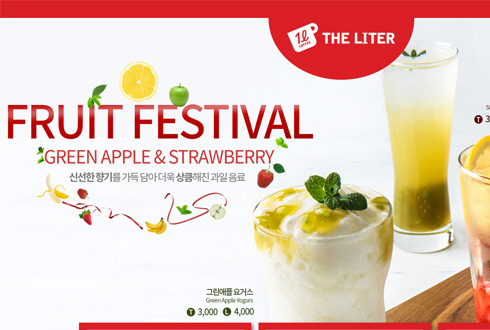 1ℓ
COFFEE
THE LITER
FRUIT FESTIVAL
GREEN APPLE & STRAWBERRY
신선한 향기를 가득 담아 더욱 상큼해진 과일 음료
그린애플 요거스
Green Apple Yogurs
T 3,000 L 4,000